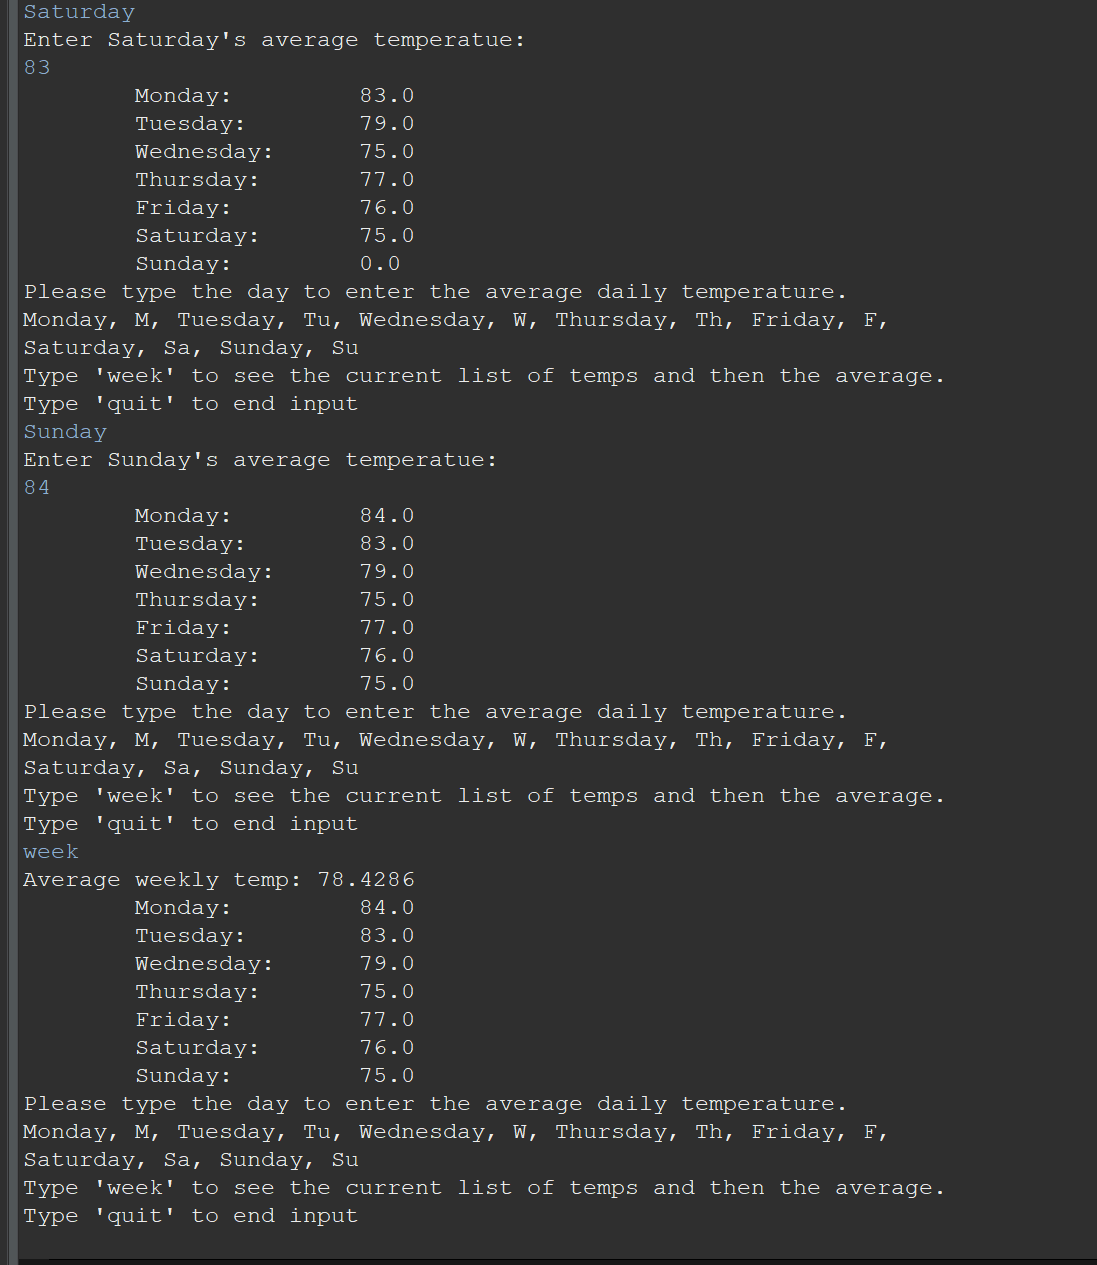 Saturday
Enter Saturday's average temperatue:
83
Monday: 83.0
Tuesday: 79.0
Wednesday: 75.0
Thursday: 77.0
Friday: 76.0
Saturday: 75.0
Sunday: 0.0
Please type the day to enter the average daily temperature.
Monday, M, Tuesday, Tu, Wednesday, W, Thursday, Th, Friday, F,
Saturday, Sa, Sunday, Su
Type 'week' to see the current list of temps and then the average.
Type 'quit' to end input
Sunday
Enter Sunday's average temperatue:
84
Monday: 84.0
Tuesday: 83.0
Wednesday: 79.0
Thursday: 75.0
Friday: 77.0
Saturday: 76.0
Sunday: 75.0
Please type the day to enter the average daily temperature.
Monday, M, Tuesday, Tu, Wednesday, W, Thursday, Th, Friday, F,
Saturday, Sa, Sunday, Su
Type 'week' to see the current list of temps and then the average.
Type 'quit' to end input
week
Average weekly temp: 78.4286
Monday: 84.0
Tuesday: 83.0
Wednesday: 79.0
Thursday: 75.0
Friday: 77.0
Saturday: 76.0
Sunday: 75.0
Please type the day to enter the average daily temperature.
Monday, M, Tuesday, Tu, Wednesday, W, Thursday, Th, Friday, F,
Saturday, Sa, Sunday, Su
Type 'week' to see the current list of temps and then the average.
Type 'quit' to end input